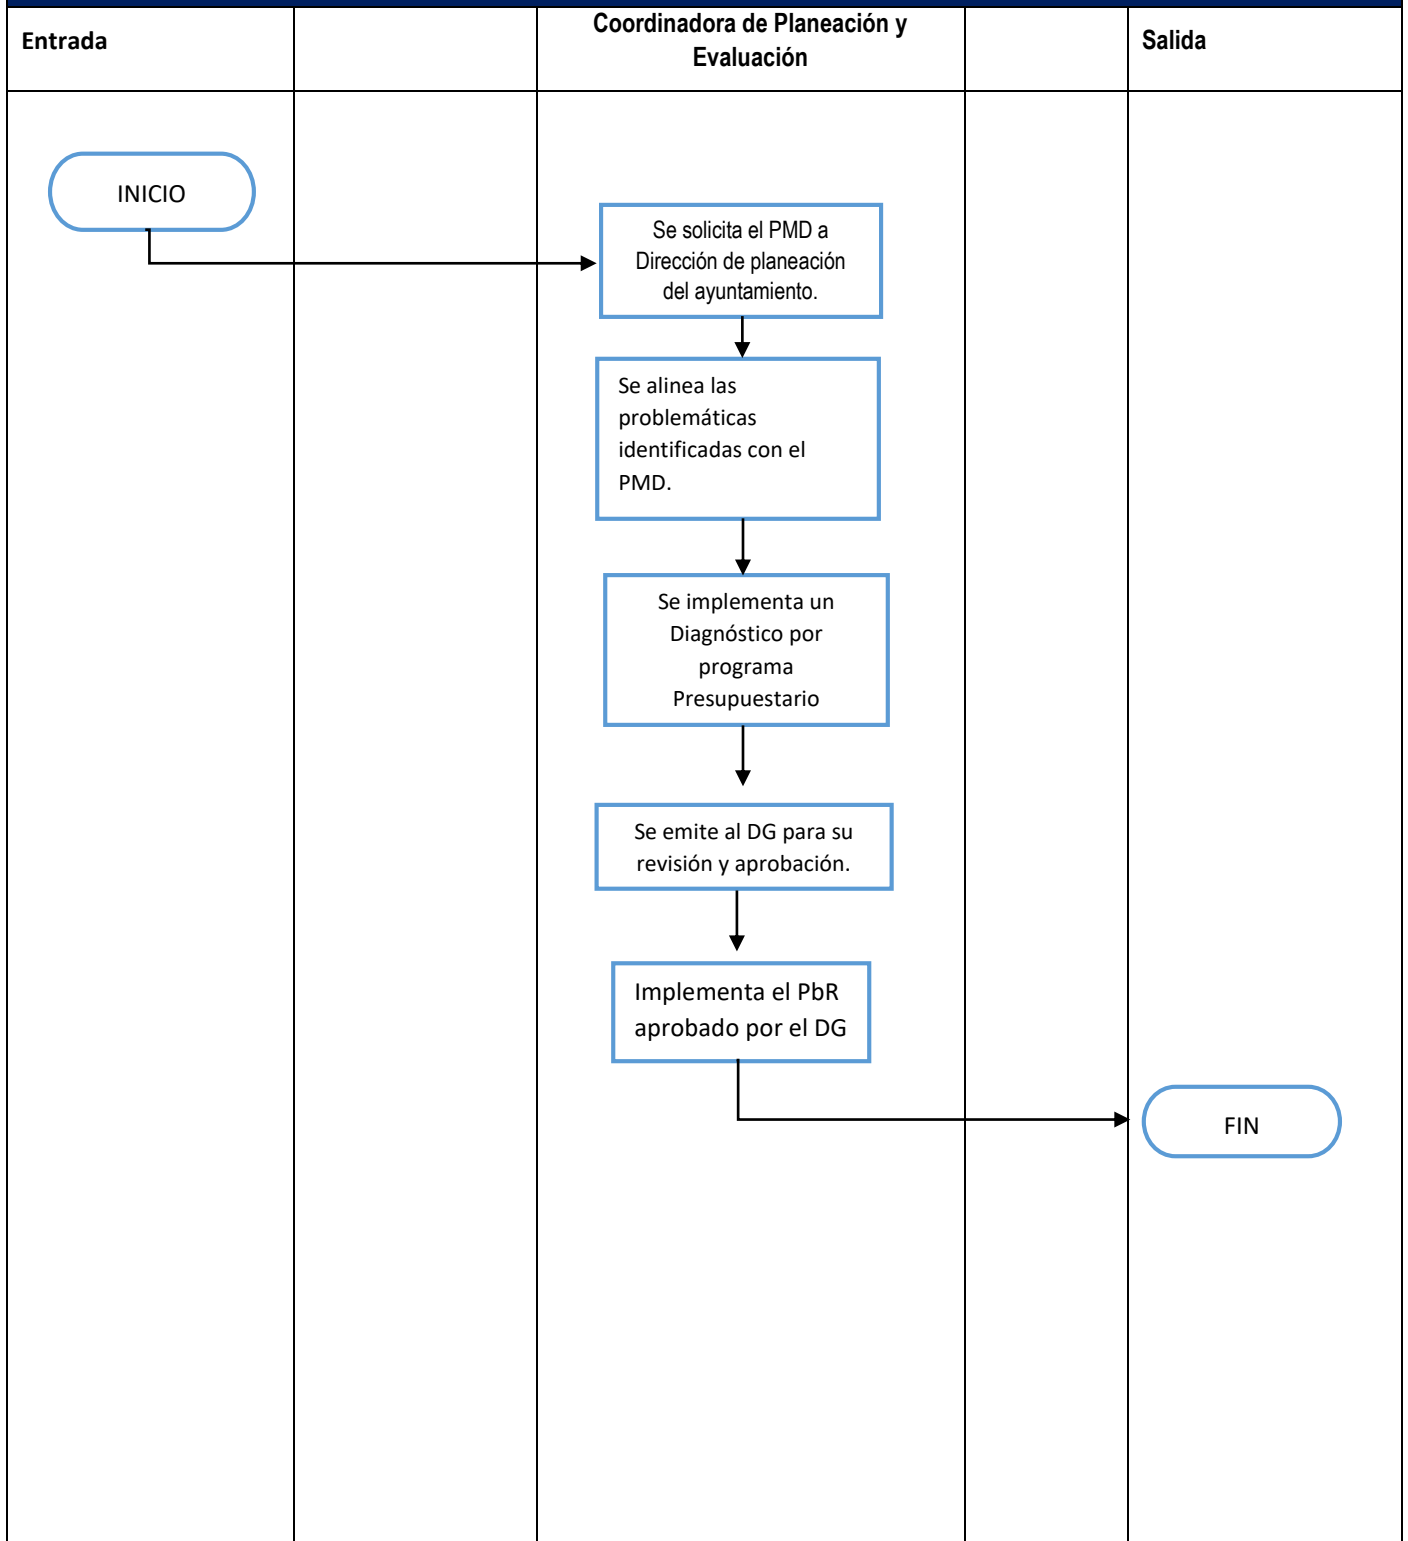 Entrada
Coordinadora de Planeación y
Evaluación
Salida
INICIO
Se solicita el PMD a
Dirección de planeación
del ayuntamiento.
Se alinea las
problemáticas
identificadas con el
PMD.
Se implementa un
Diagnóstico por
programa
Presupuestario
Se emite al DG para su
revisión y aprobación.
Implementa el PbR
aprobado por el DG
FIN